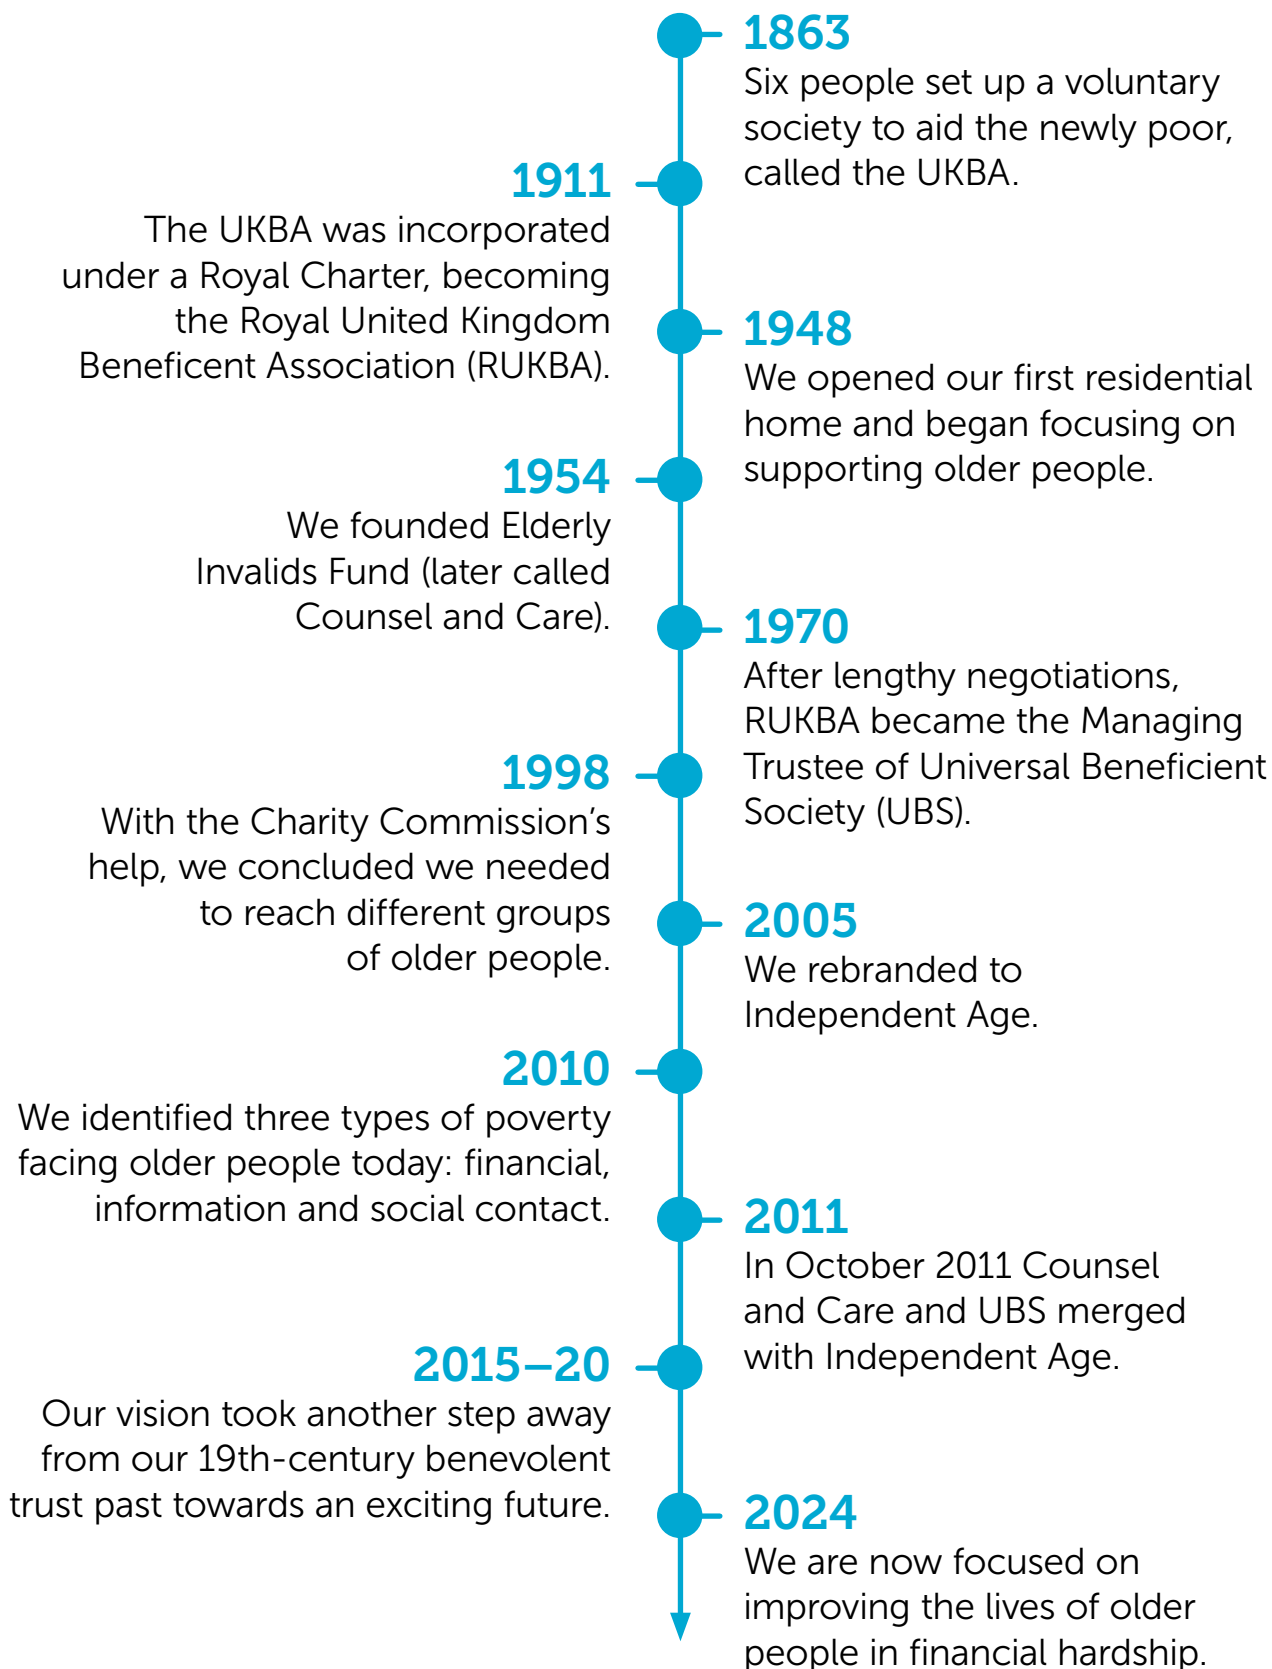 1863
Six people set up a voluntary
society to aid the newly poor,
called the UKBA.
1911
The UKBA was incorporated
under a Royal Charter, becoming
the Royal United Kingdom
Beneficent Association (RUKBA).
1948
We opened our first residential
home and began focusing on
supporting older people.
1954
We founded Elderly
Invalids Fund (later called
Counsel and Care).
1970
After lengthy negotiations,
RUKBA became the Managing
Trustee of Universal Beneficient
Society (UBS).
1998
With the Charity Commission’s
help, we concluded we needed
to reach different groups
of older people.
2005
We rebranded to
Independent Age.
2010
We identified three types of poverty
facing older people today: financial,
information and social contact.
2011
In October 2011 Counsel
and Care and UBS merged
with Independent Age.
2015–20
Our vision took another step away
from our 19th-century benevolent
trust past towards an exciting future.
2024
We are now focused on
improving the lives of older
people in financial hardship.